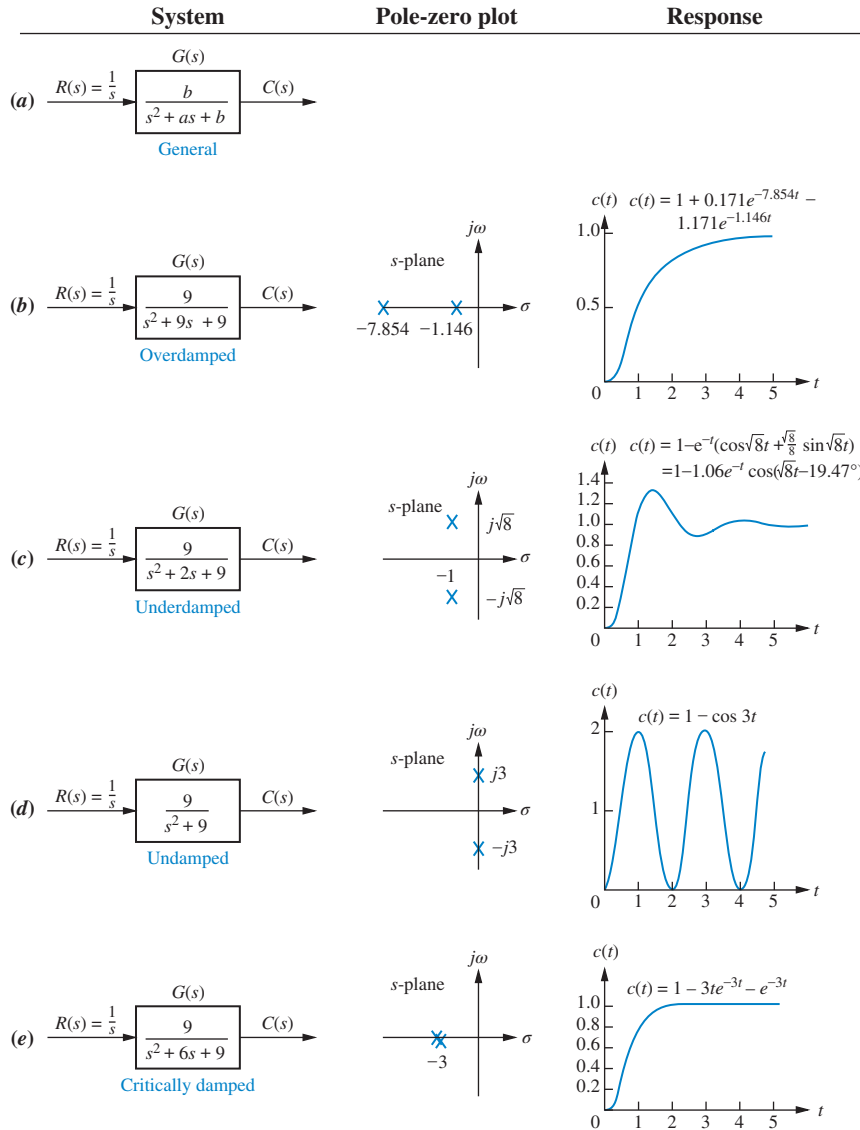 System Pole-zero plot Response
(a) R(s) = 1/s G(s) b / s² + as + b C(s)
General
(b) R(s) = 1/s G(s) 9 / s² + 9s + 9 C(s)
Overdamped
jω
s-plane
σ
−7.854 −1.146
c(t) c(t) = 1 + 0.171e^−7.854t −
1.171e^−1.146t
1.0
0.5
0 1 2 3 4 5 t
(c) R(s) = 1/s G(s) 9 / s² + 2s + 9 C(s)
Underdamped
jω
s-plane
j√8
σ
−1
−j√8
c(t) c(t) = 1−e^−t(cos√8t + √8/8 sin√8t)
=1−1.06e^−t cos(√8t−19.47°)
1.4
1.2
1.0
0.8
0.6
0.4
0.2
0 1 2 3 4 5 t
(d) R(s) = 1/s G(s) 9 / s² + 9 C(s)
Undamped
jω
s-plane
j3
σ
−j3
c(t)
c(t) = 1 − cos 3t
2
1
0 1 2 3 4 5 t
(e) R(s) = 1/s G(s) 9 / s² + 6s + 9 C(s)
Critically damped
jω
s-plane
σ
−3
c(t)
c(t) = 1 − 3te^−3t − e^−3t
1.0
0.8
0.6
0.4
0.2
0 1 2 3 4 5 t